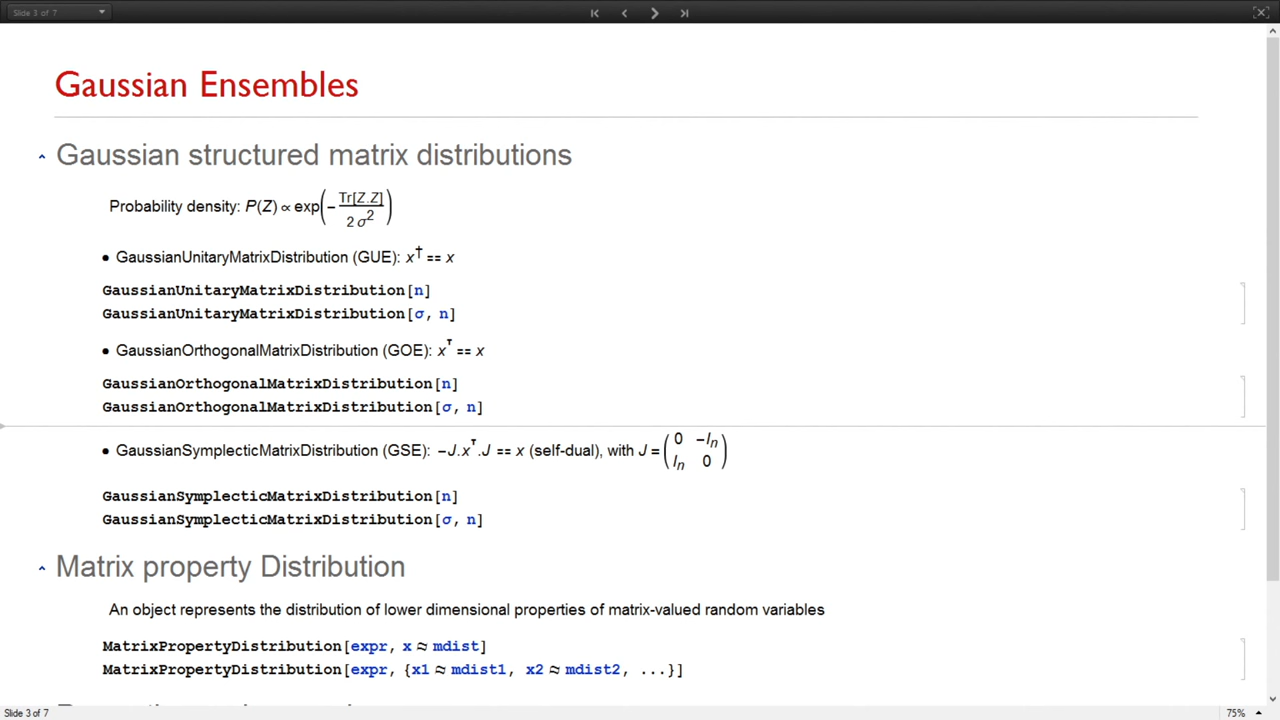 Slide 3 of 7
Gaussian Ensembles
Gaussian structured matrix distributions
Probability density: P(Z) ∝ exp(− Tr[Z.Z] / 2 σ²)
• GaussianUnitaryMatrixDistribution (GUE): x† == x
GaussianUnitaryMatrixDistribution[n]
GaussianUnitaryMatrixDistribution[σ, n]
• GaussianOrthogonalMatrixDistribution (GOE): xᵀ == x
GaussianOrthogonalMatrixDistribution[n]
GaussianOrthogonalMatrixDistribution[σ, n]
• GaussianSymplecticMatrixDistribution (GSE): −J.xᵀ.J == x (self-dual), with J = (0 −Iₙ
Iₙ 0)
GaussianSymplecticMatrixDistribution[n]
GaussianSymplecticMatrixDistribution[σ, n]
Matrix property Distribution
An object represents the distribution of lower dimensional properties of matrix-valued random variables
MatrixPropertyDistribution[expr, x ≈ mdist]
MatrixPropertyDistribution[expr, {x1 ≈ mdist1, x2 ≈ mdist2, ...}]
Slide 3 of 7
75%